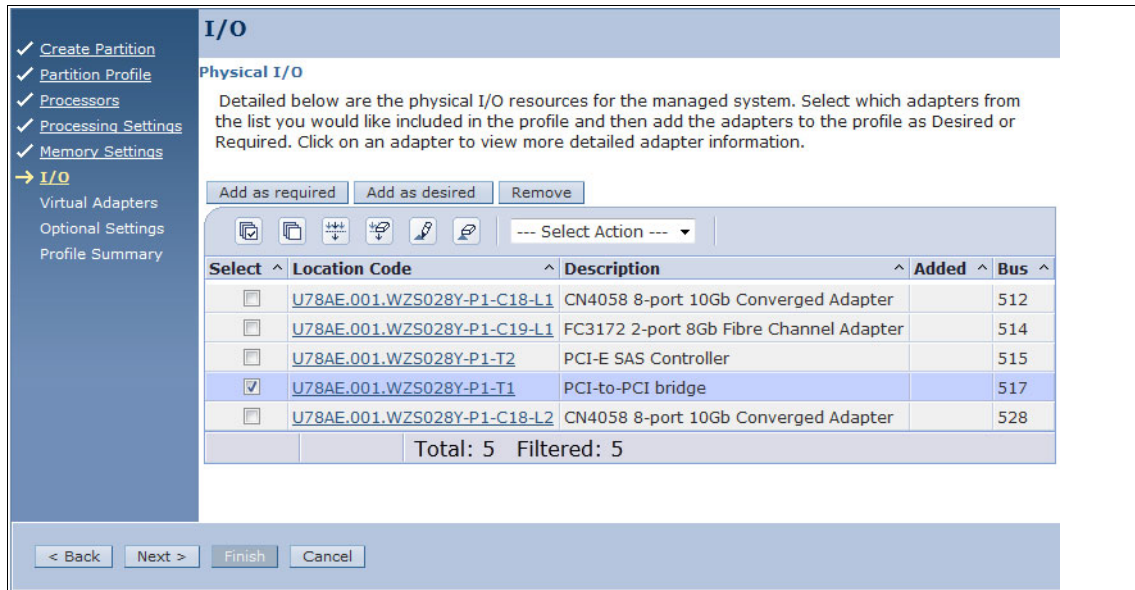 I/O
Create Partition
Partition Profile
Processors
Processing Settings
Memory Settings
I/O
Virtual Adapters
Optional Settings
Profile Summary
Physical I/O
Detailed below are the physical I/O resources for the managed system. Select which adapters from
the list you would like included in the profile and then add the adapters to the profile as Desired or
Required. Click on an adapter to view more detailed adapter information.
Add as required Add as desired Remove
--- Select Action ---
Select ^ Location Code ^ Description ^ Added ^ Bus ^
U78AE.001.WZS028Y-P1-C18-L1 CN4058 8-port 10Gb Converged Adapter 512
U78AE.001.WZS028Y-P1-C19-L1 FC3172 2-port 8Gb Fibre Channel Adapter 514
U78AE.001.WZS028Y-P1-T2 PCI-E SAS Controller 515
U78AE.001.WZS028Y-P1-T1 PCI-to-PCI bridge 517
U78AE.001.WZS028Y-P1-C18-L2 CN4058 8-port 10Gb Converged Adapter 528
Total: 5 Filtered: 5
< Back Next > Finish Cancel